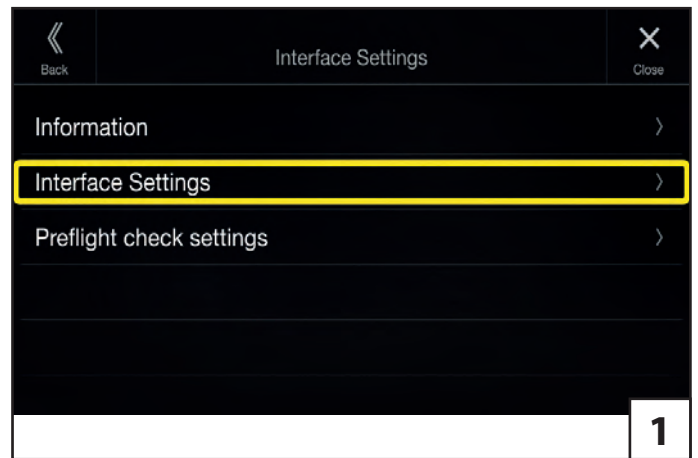 Back
Interface Settings
Close
Information
Interface Settings
Preflight check settings
1